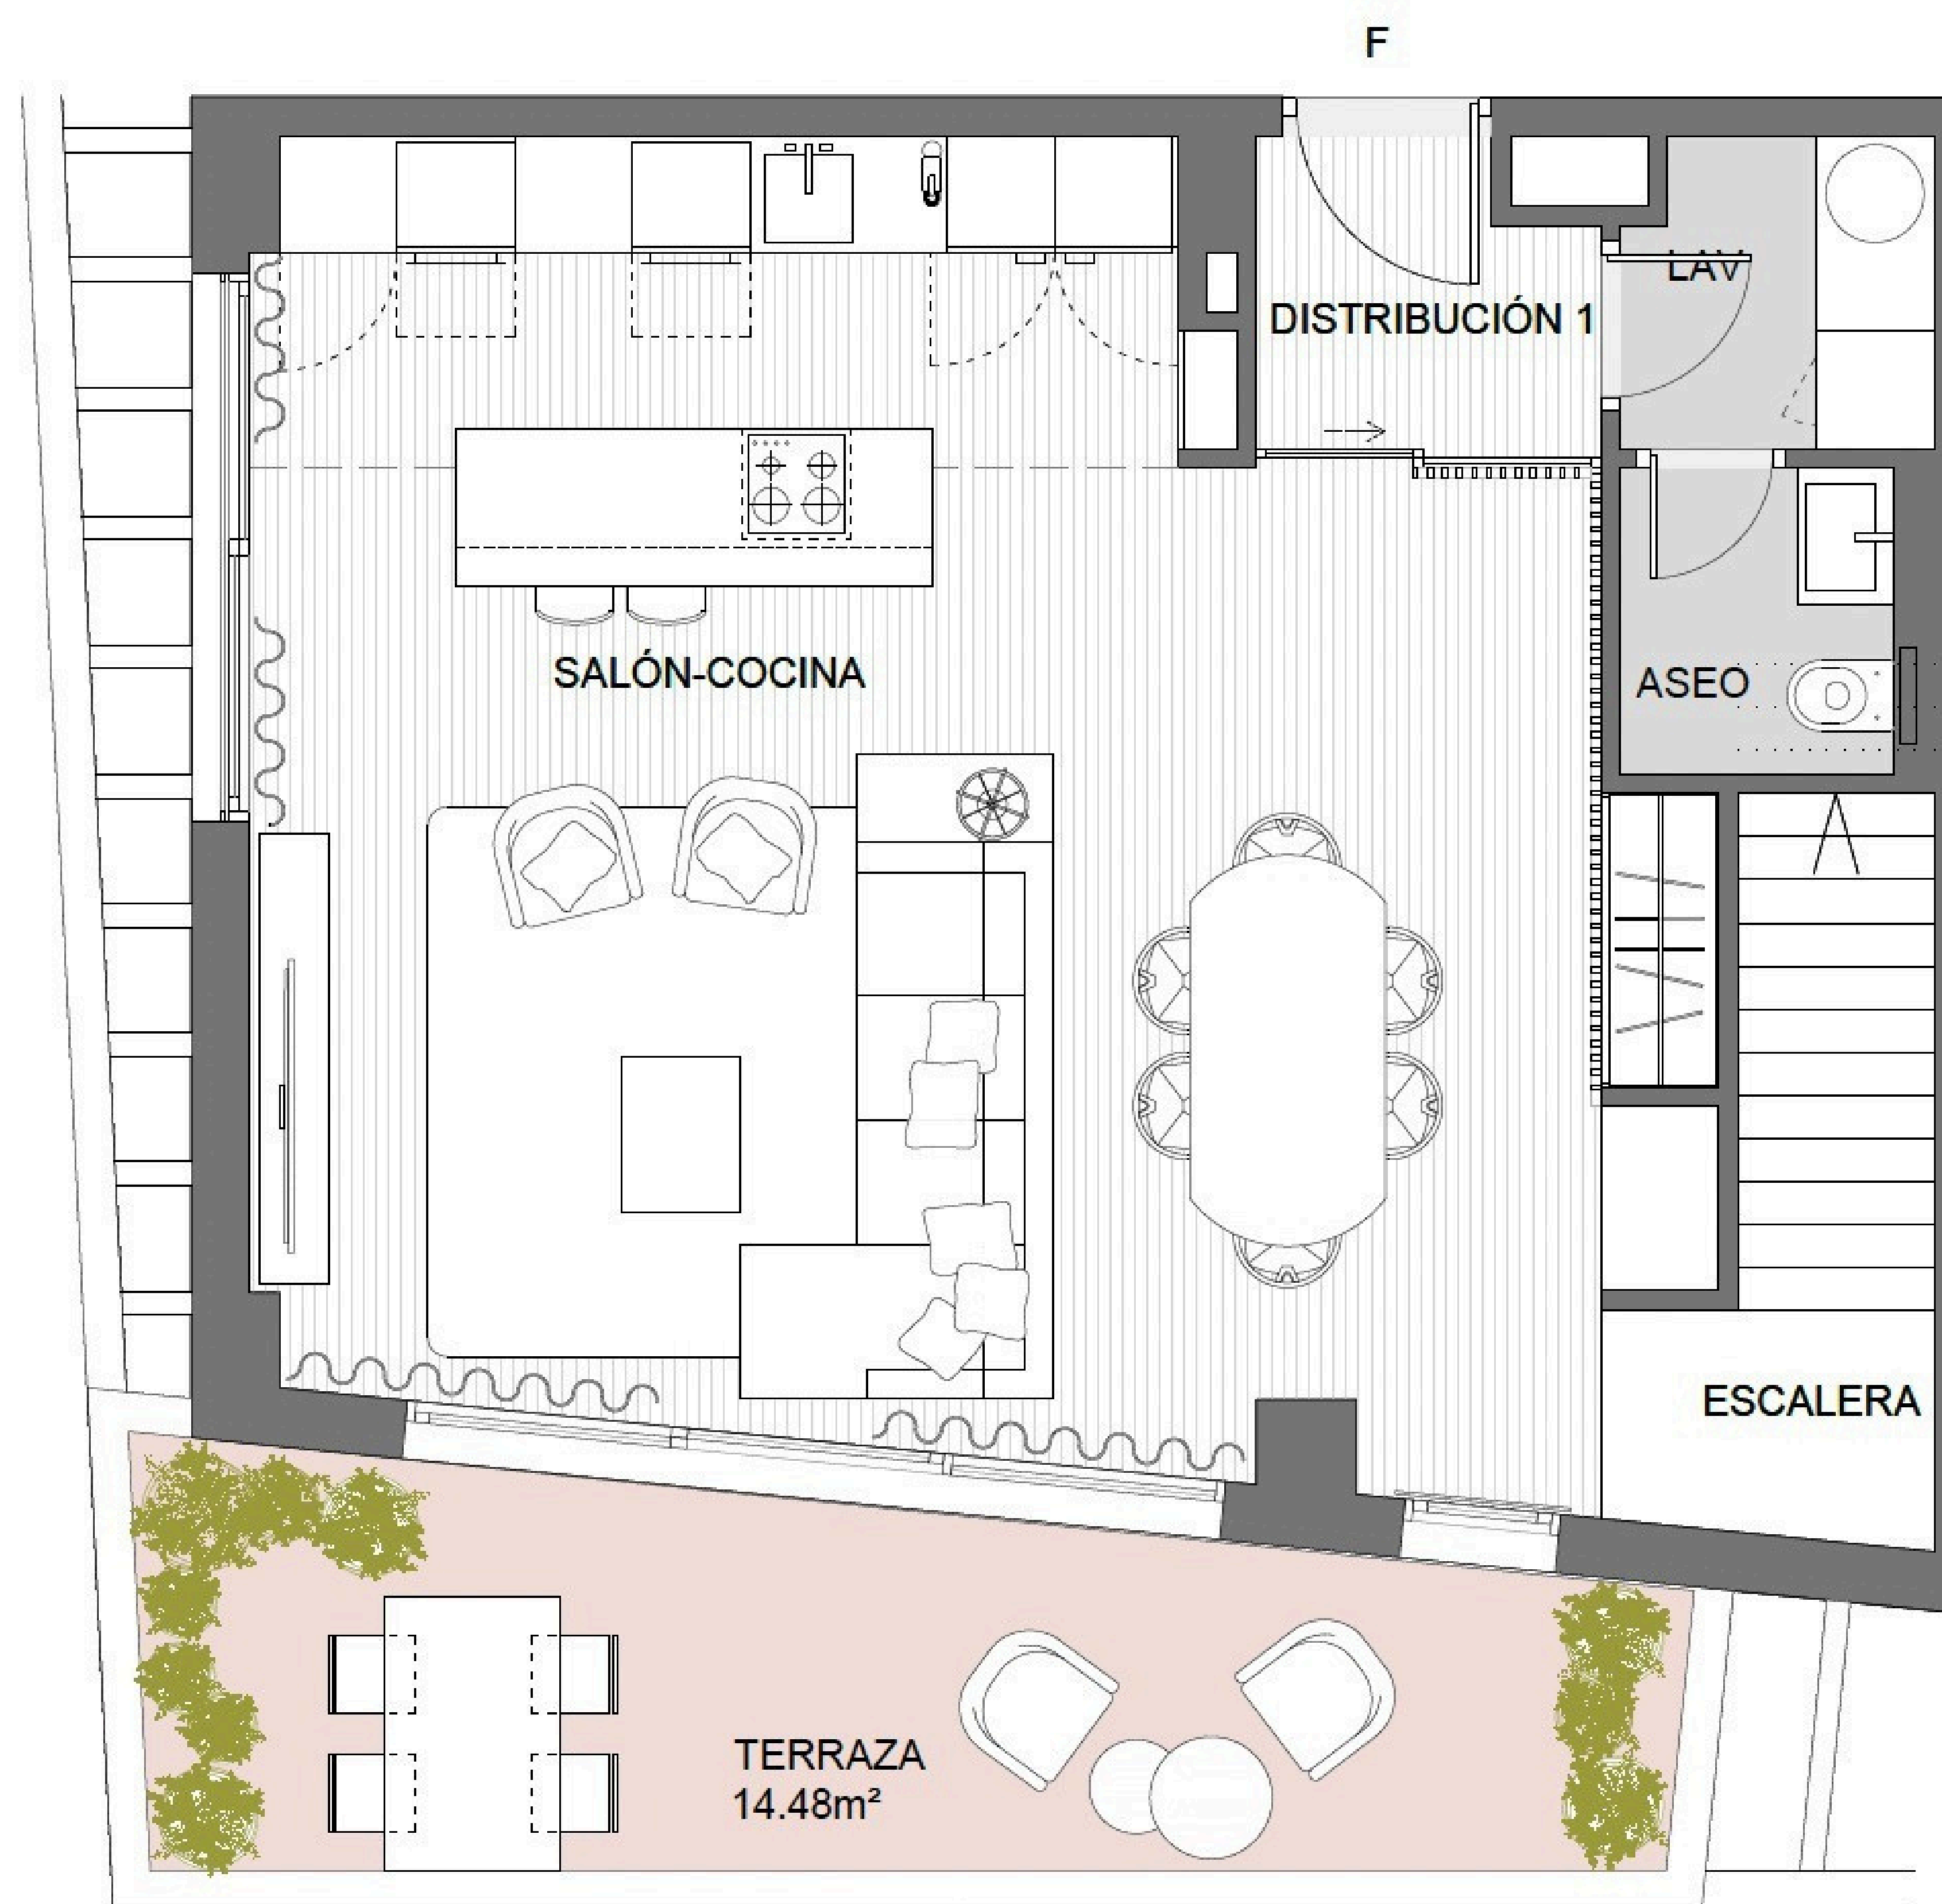 F
LAV
DISTRIBUCIÓN 1
SALÓN-COCINA
ASEO
ESCALERA
TERRAZA
14.48m²